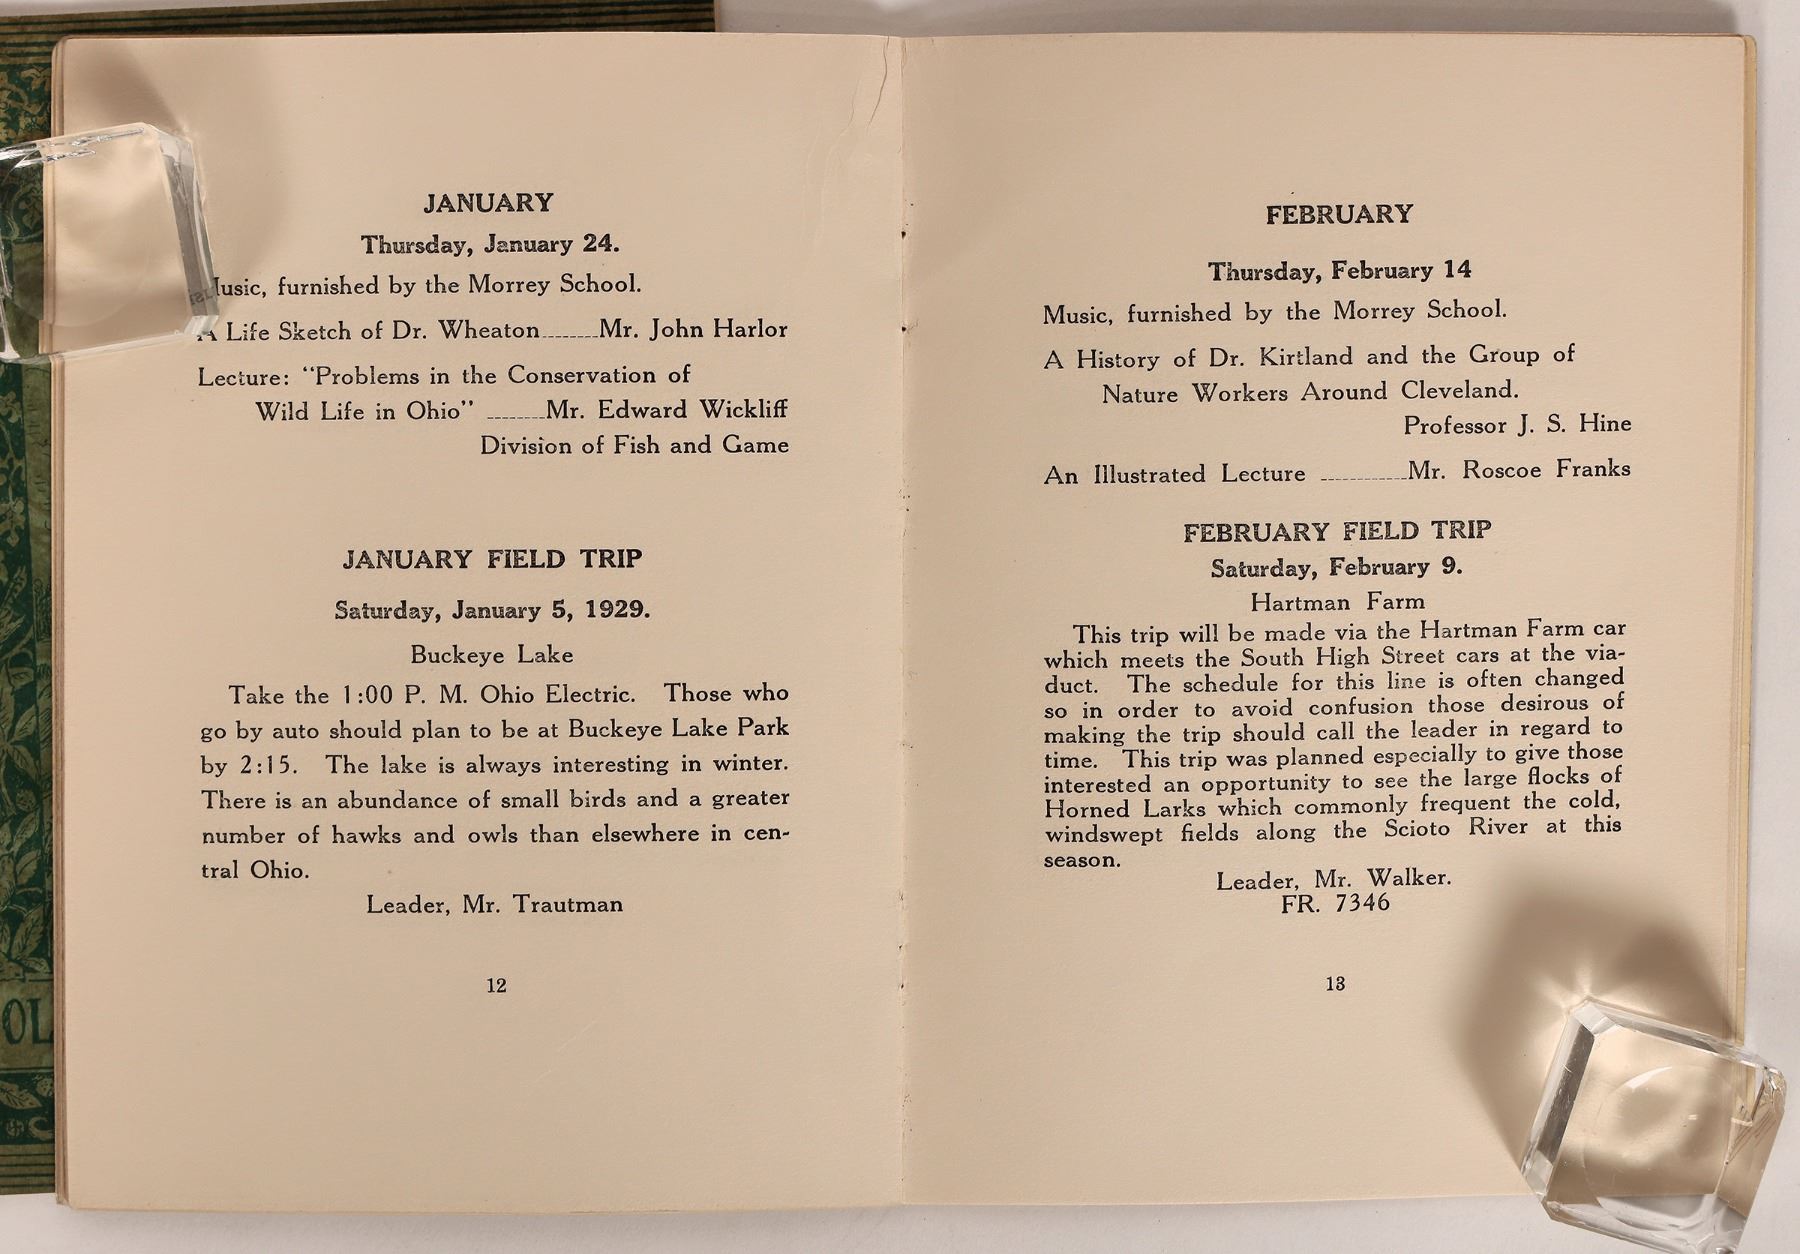 JANUARY
Thursday, January 24.
Music, furnished by the Morrey School.
A Life Sketch of Dr. Wheaton........Mr. John Harlor
Lecture: "Problems in the Conservation of
Wild Life in Ohio" ........Mr. Edward Wickliff
Division of Fish and Game
JANUARY FIELD TRIP
Saturday, January 5, 1929.
Buckeye Lake
Take the 1:00 P. M. Ohio Electric. Those who
go by auto should plan to be at Buckeye Lake Park
by 2:15. The lake is always interesting in winter.
There is an abundance of small birds and a greater
number of hawks and owls than elsewhere in cen-
tral Ohio.
Leader, Mr. Trautman
12
FEBRUARY
Thursday, February 14
Music, furnished by the Morrey School.
A History of Dr. Kirtland and the Group of
Nature Workers Around Cleveland.
Professor J. S. Hine
An Illustrated Lecture ............Mr. Roscoe Franks
FEBRUARY FIELD TRIP
Saturday, February 9.
Hartman Farm
This trip will be made via the Hartman Farm car
which meets the South High Street cars at the via-
duct. The schedule for this line is often changed
so in order to avoid confusion those desirous of
making the trip should call the leader in regard to
time. This trip was planned especially to give those
interested an opportunity to see the large flocks of
Horned Larks which commonly frequent the cold,
windswept fields along the Scioto River at this
season.
Leader, Mr. Walker.
FR. 7346
13
OL